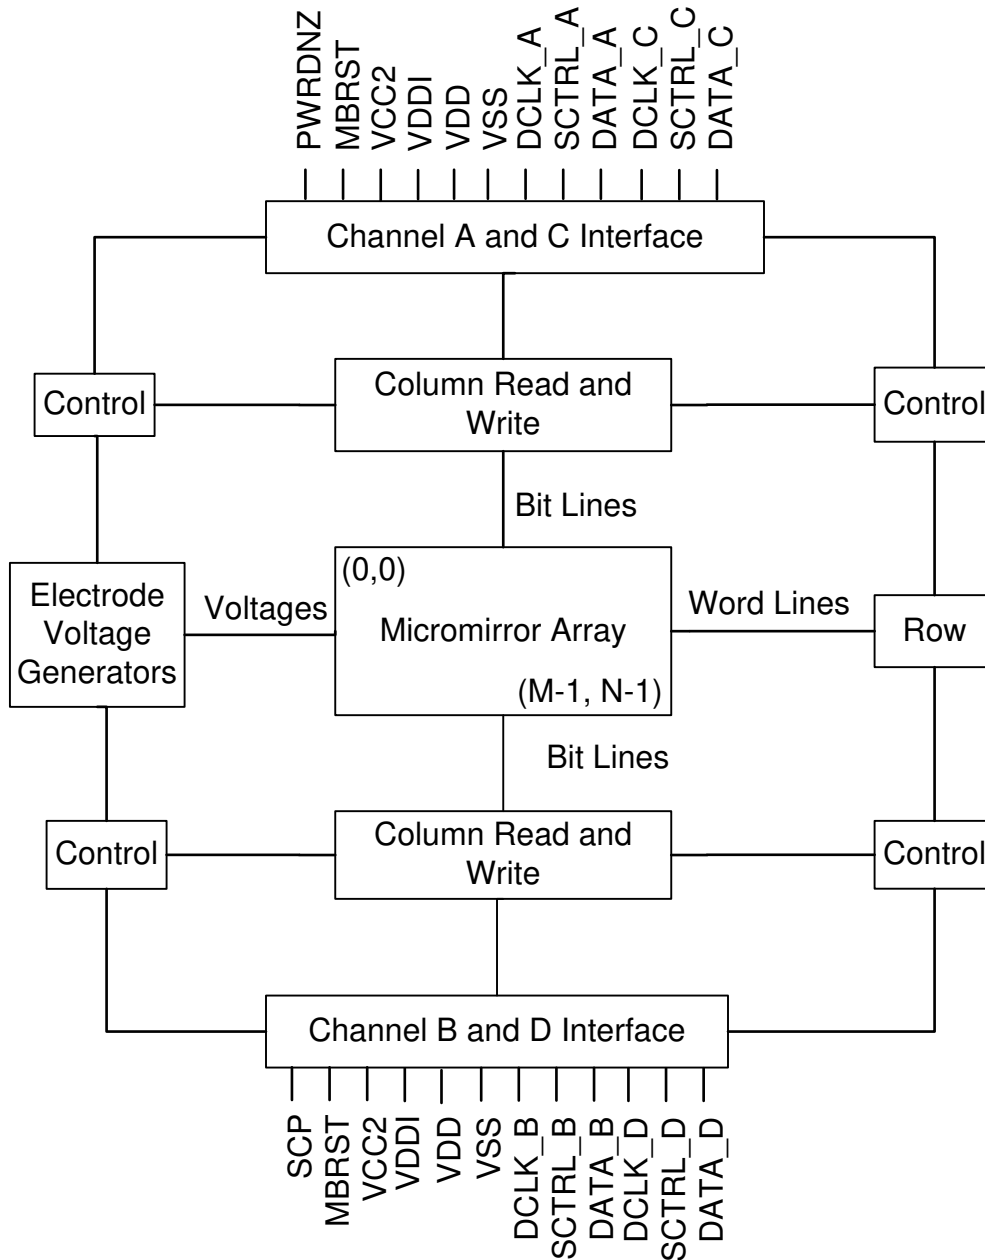 PWRDNZ
MBRST
VCC2
VDDI
VDD
VSS
DCLK_A
SCTRL_A
DATA_A
DCLK_C
SCTRL_C
DATA_C
Channel A and C Interface
Control
Column Read and
Write
Control
Bit Lines
Electrode
Voltage
Generators
Voltages
(0,0)
Micromirror Array
(M-1, N-1)
Word Lines
Row
Bit Lines
Control
Column Read and
Write
Control
Channel B and D Interface
SCP
MBRST
VCC2
VDDI
VDD
VSS
DCLK_B
SCTRL_B
DATA_B
DCLK_D
SCTRL_D
DATA_D